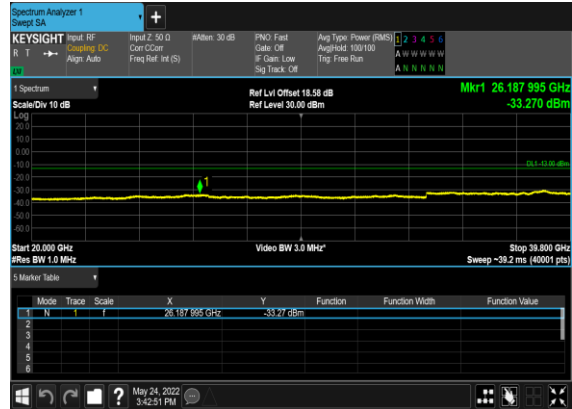 Spectrum Analyzer 1
Swept SA
+
KEYSIGHT Input: RF Input Z: 50 Ω #Atten: 30 dB PNO: Fast Avg Type: Power (RMS) 1 2 3 4 5 6
R T Coupling: DC Corr CCorr Gate: Off Avg|Hold: 100/100 A W W W W W
Align: Auto Freq Ref: Int (S) IF Gain: Low Trig: Free Run
Sig Track: Off A N N N N N
1 Spectrum Ref Lvl Offset 18.58 dB Mkr1 26.187 995 GHz
Scale/Div 10 dB Ref Level 30.00 dBm -33.270 dBm
Log
20.0
10.0
0.00
-10.0 DL1 -13.00 dBm
-20.0
-30.0 1
-40.0
-50.0
-60.0
Start 20.000 GHz Video BW 3.0 MHz* Stop 39.800 GHz
#Res BW 1.0 MHz Sweep ~39.2 ms (40001 pts)
5 Marker Table
Mode Trace Scale X Y Function Function Width Function Value
1 N 1 f 26.187 995 GHz -33.27 dBm
2
3
4
5
6
? May 24, 2022
3:42:51 PM